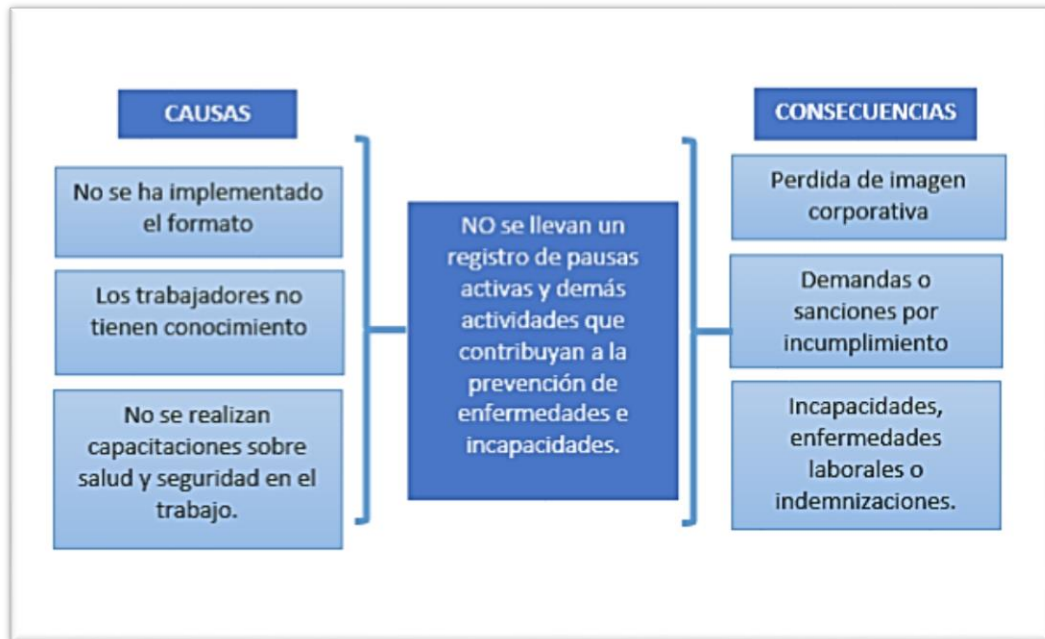 CAUSAS
No se ha implementado
el formato
Los trabajadores no
tienen conocimiento
No se realizan
capacitaciones sobre
salud y seguridad en el
trabajo.
NO se llevan un
registro de pausas
activas y demás
actividades que
contribuyan a la
prevención de
enfermedades e
incapacidades.
CONSECUENCIAS
Perdida de imagen
corporativa
Demandas o
sanciones por
incumplimiento
Incapacidades,
enfermedades
laborales o
indemnizaciones.